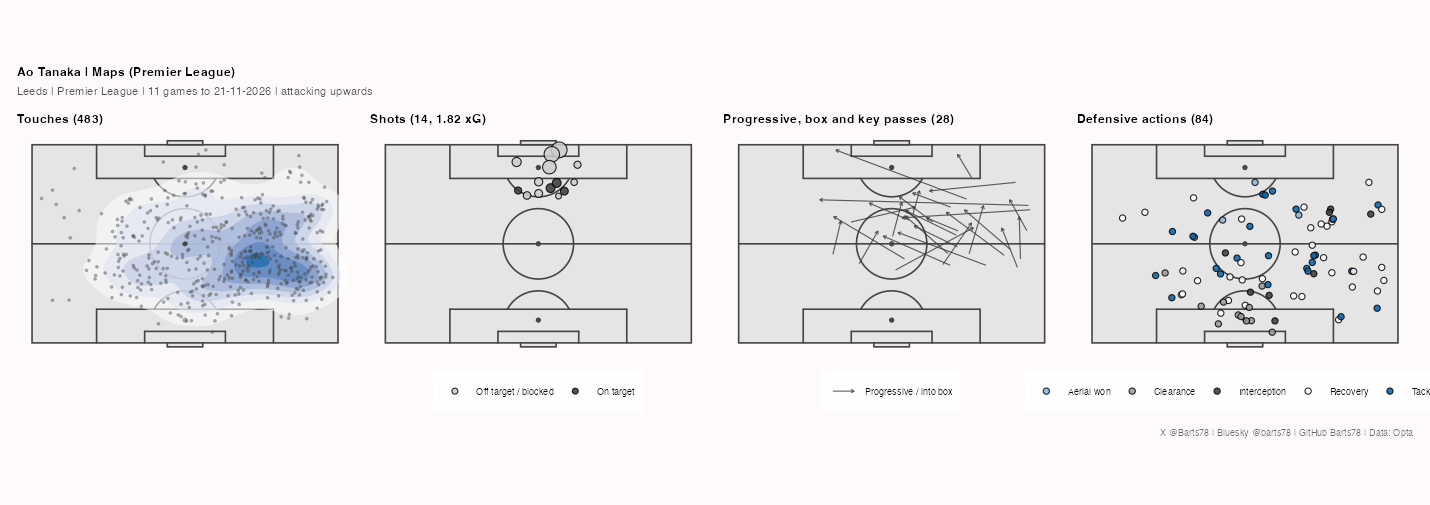 Ao Tanaka | Maps (Premier League)
Leeds | Premier League | 11 games to 21-11-2026 | attacking upwards
Touches (483)
Shots (14, 1.82 xG)
Progressive, box and key passes (28)
Defensive actions (84)
Off target / blocked
On target
Progressive / into box
Aerial won
Clearance
Interception
Recovery
Tack
X @Barts78 | Bluesky @barts78 | GitHub Barts78 | Data: Opta